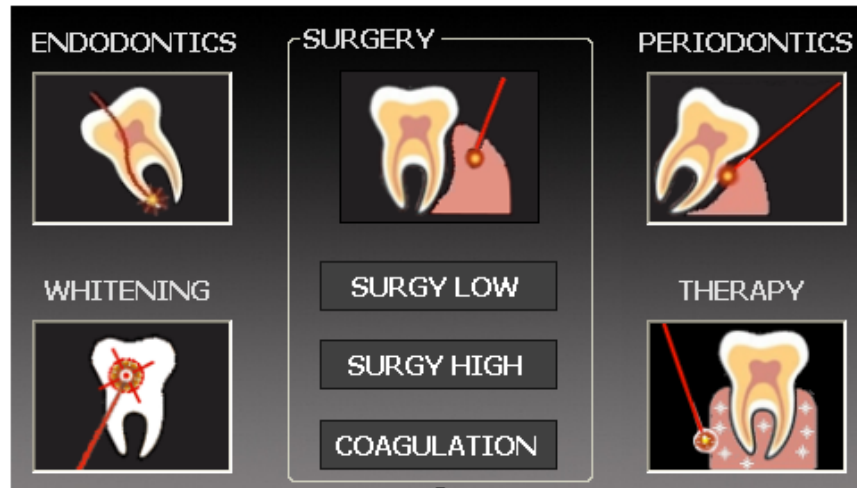 ENDODONTICS
SURGERY
PERIODONTICS
WHITENING
SURGY LOW
THERAPY
SURGY HIGH
COAGULATION